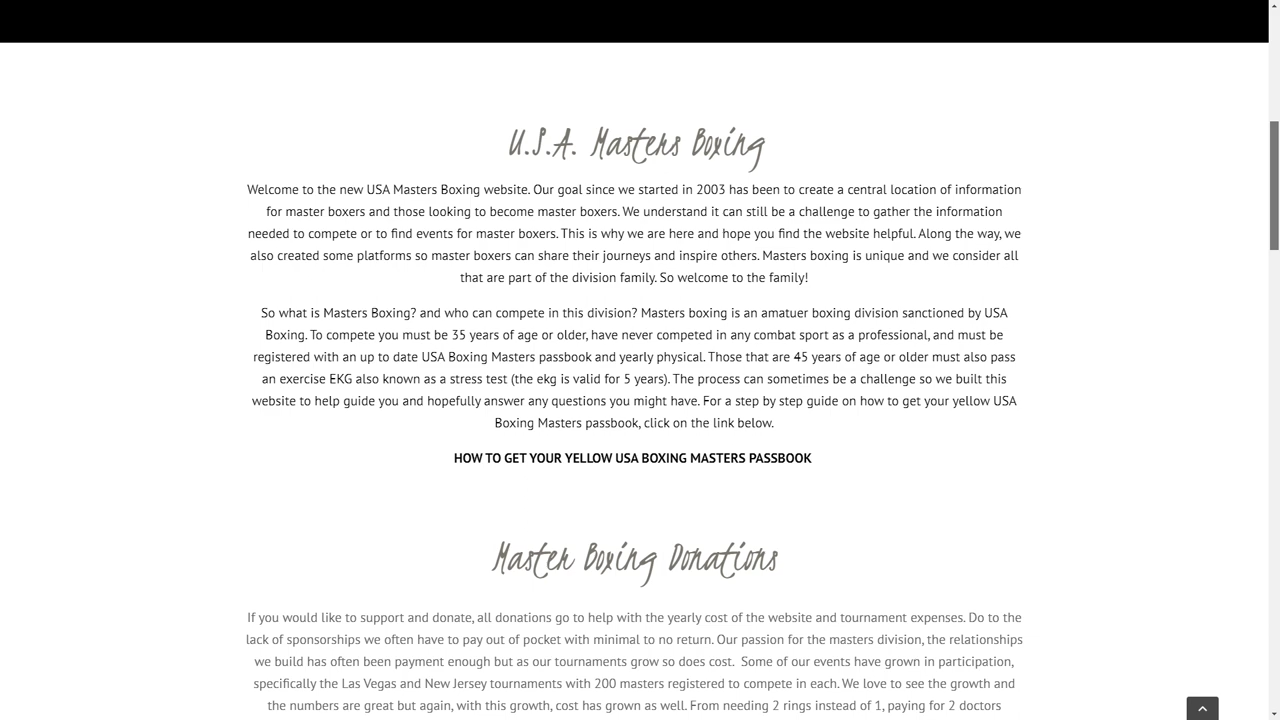 U.S.A. Masters Boxing
Welcome to the new USA Masters Boxing website. Our goal since we started in 2003 has been to create a central location of information
for master boxers and those looking to become master boxers. We understand it can still be a challenge to gather the information
needed to compete or to find events for master boxers. This is why we are here and hope you find the website helpful. Along the way, we
also created some platforms so master boxers can share their journeys and inspire others. Masters boxing is unique and we consider all
that are part of the division family. So welcome to the family!
So what is Masters Boxing? and who can compete in this division? Masters boxing is an amatuer boxing division sanctioned by USA
Boxing. To compete you must be 35 years of age or older, have never competed in any combat sport as a professional, and must be
registered with an up to date USA Boxing Masters passbook and yearly physical. Those that are 45 years of age or older must also pass
an exercise EKG also known as a stress test (the ekg is valid for 5 years). The process can sometimes be a challenge so we built this
website to help guide you and hopefully answer any questions you might have. For a step by step guide on how to get your yellow USA
Boxing Masters passbook, click on the link below.
HOW TO GET YOUR YELLOW USA BOXING MASTERS PASSBOOK
Master Boxing Donations
If you would like to support and donate, all donations go to help with the yearly cost of the website and tournament expenses. Do to the
lack of sponsorships we often have to pay out of pocket with minimal to no return. Our passion for the masters division, the relationships
we build has often been payment enough but as our tournaments grow so does cost.  Some of our events have grown in participation,
specifically the Las Vegas and New Jersey tournaments with 200 masters registered to compete in each. We love to see the growth and
the numbers are great but again, with this growth, cost has grown as well. From needing 2 rings instead of 1, paying for 2 doctors